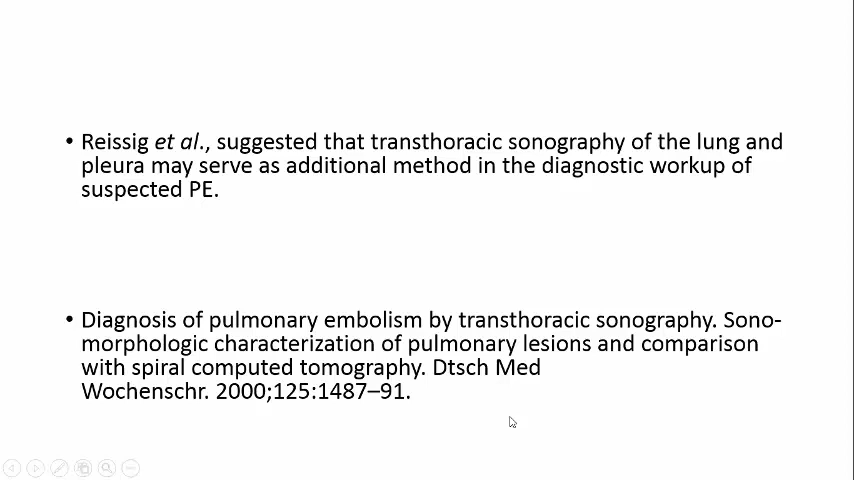 • Reissig et al., suggested that transthoracic sonography of the lung and
pleura may serve as additional method in the diagnostic workup of
suspected PE.
• Diagnosis of pulmonary embolism by transthoracic sonography. Sono-
morphologic characterization of pulmonary lesions and comparison
with spiral computed tomography. Dtsch Med
Wochenschr. 2000;125:1487–91.